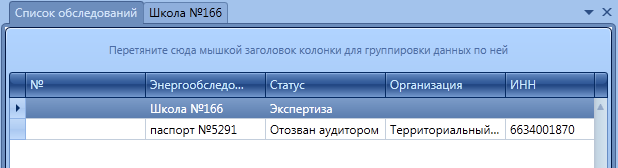 Список обследований Школа №166
Перетяните сюда мышкой заголовок колонки для группировки данных по ней
№ Энергообследо... Статус Организация ИНН
Школа №166 Экспертиза
паспорт №5291 Отозван аудитором Территориальный... 6634001870